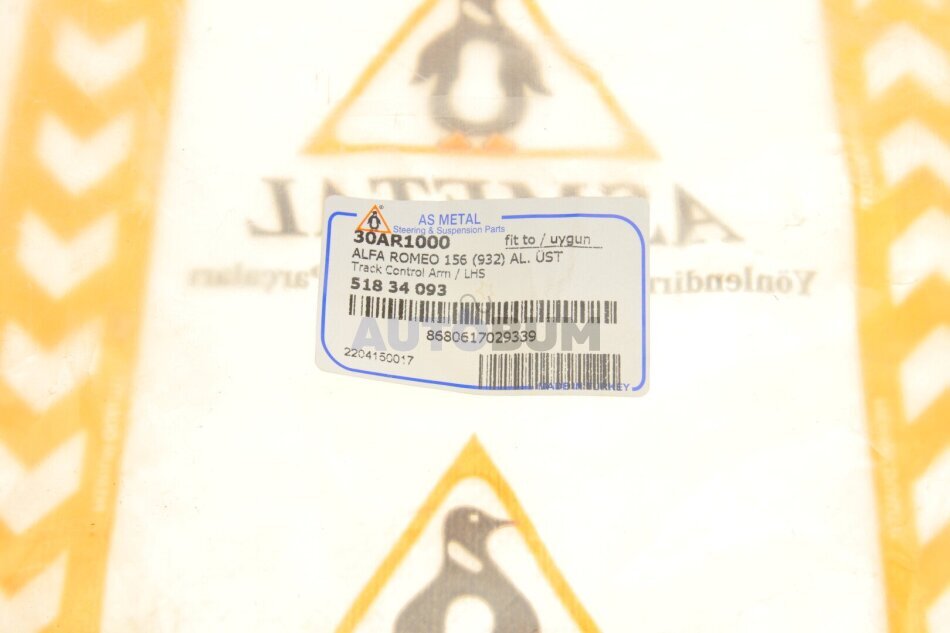 ASMETAL
Yönlendirme
Parçaları
AS METAL
Steering & Suspension Parts
30AR1000 fit to / uygun
ALFA ROMEO 156 (932) AL. ÜST
Track Control Arm / LHS
518 34 093
8680617029339
AUTOBUM
2204150017
MADE IN TURKEY